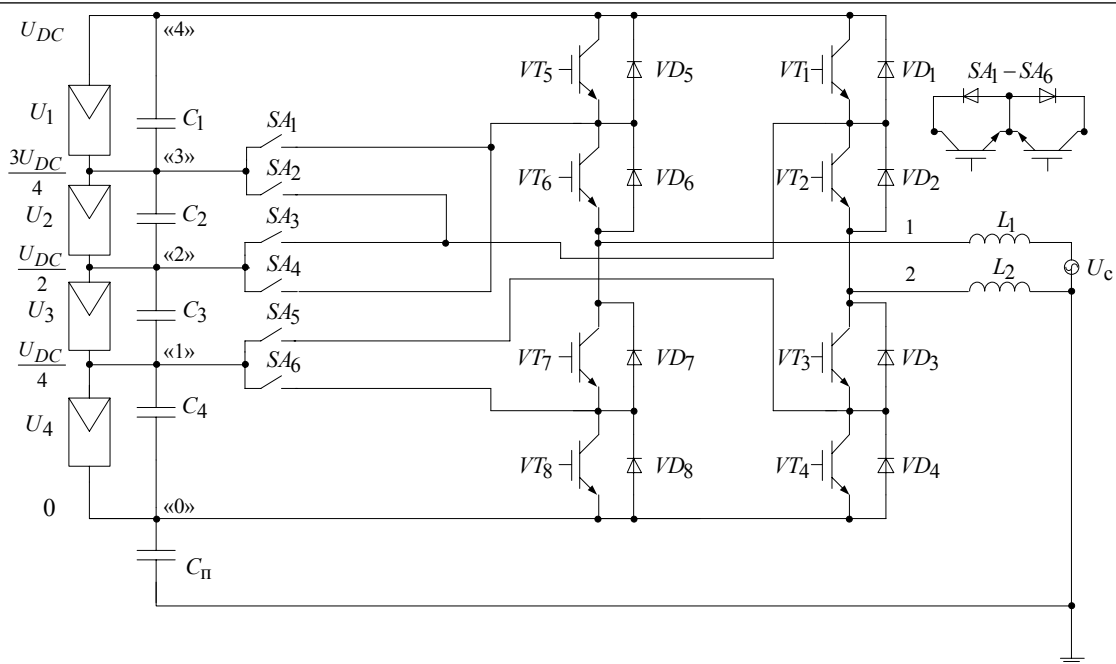 U_DC «4»
VT5 VD5 VT1 VD1 SA1 – SA6
U1 C1 SA1
3U_DC/4 «3»
SA2
VT6 VD6 VT2 VD2
U2 C2 SA3
U_DC/2 «2»
SA4
1 L1
2 L2 Uс
U3 C3 SA5
U_DC/4 «1»
SA6
VT7 VD7 VT3 VD3
U4 C4
VT8 VD8 VT4 VD4
0 «0»
Cп